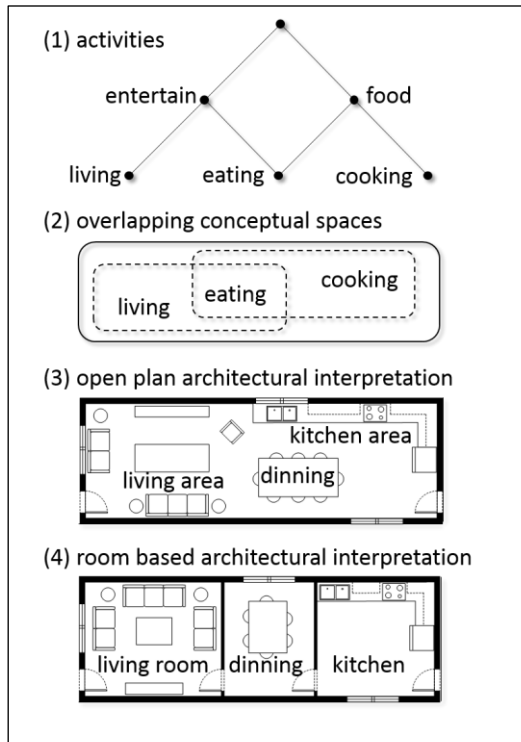 (1) activities
entertain food
living eating cooking
(2) overlapping conceptual spaces
living eating cooking
(3) open plan architectural interpretation
kitchen area
living area dinning
(4) room based architectural interpretation
living room dinning kitchen